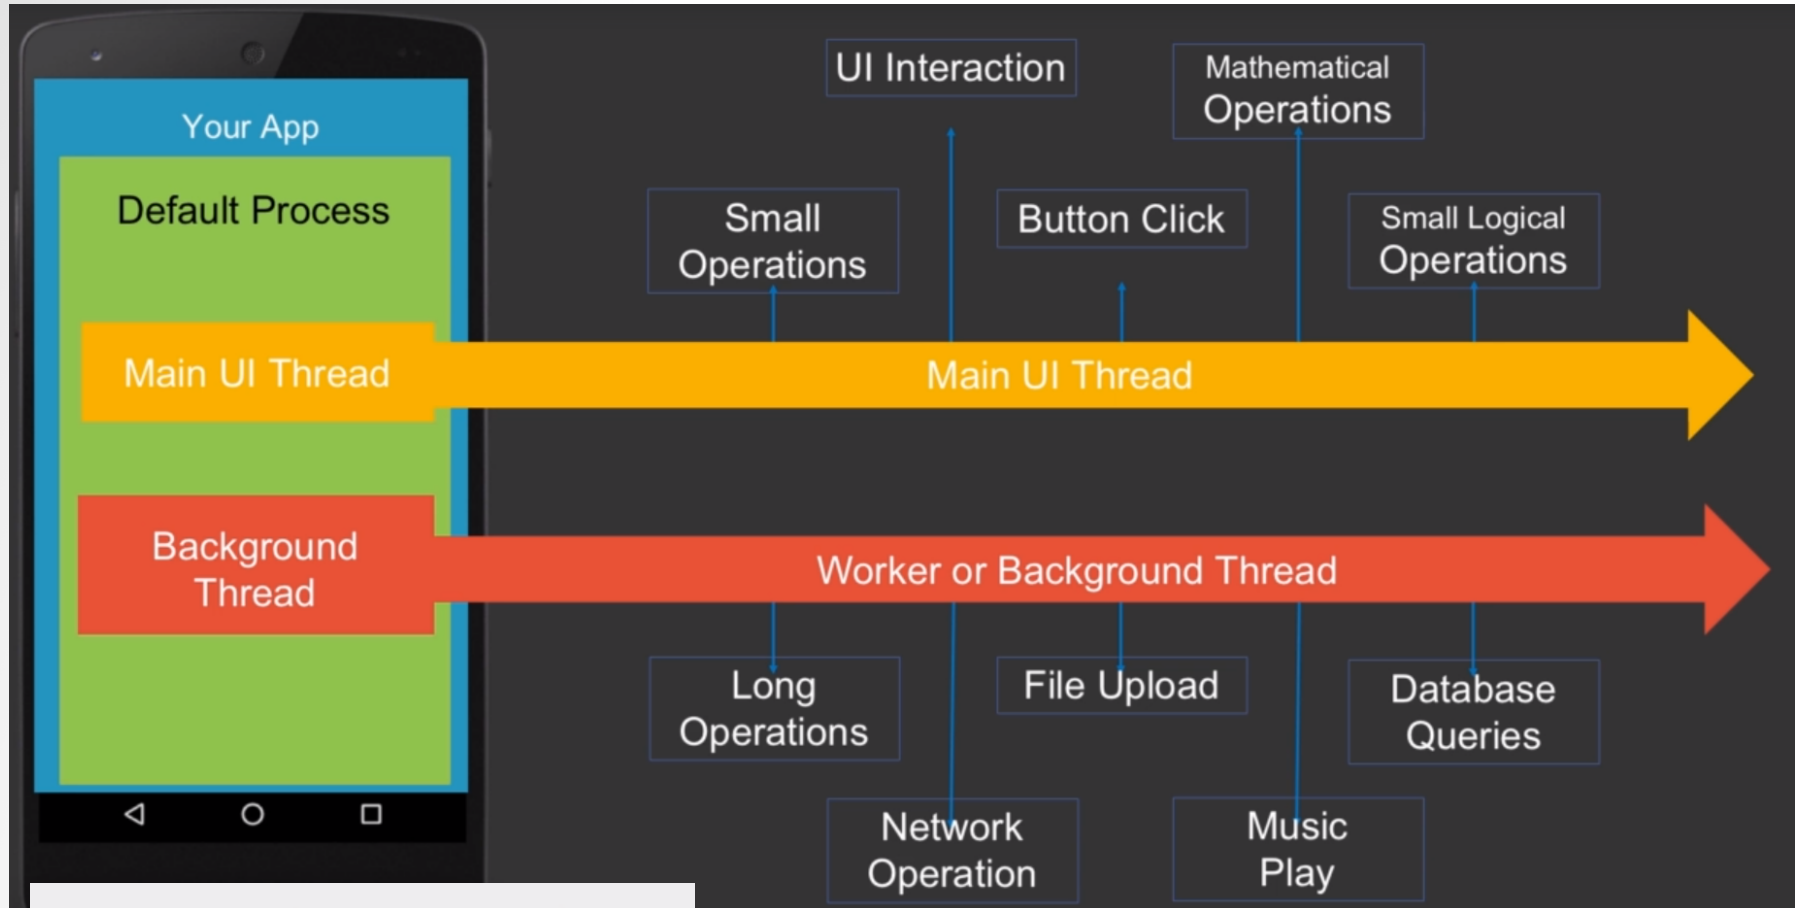 Your App
Default Process
Main UI Thread
Background
Thread
UI Interaction
Mathematical
Operations
Small
Operations
Button Click
Small Logical
Operations
Main UI Thread
Worker or Background Thread
Long
Operations
File Upload
Database
Queries
Network
Operation
Music
Play